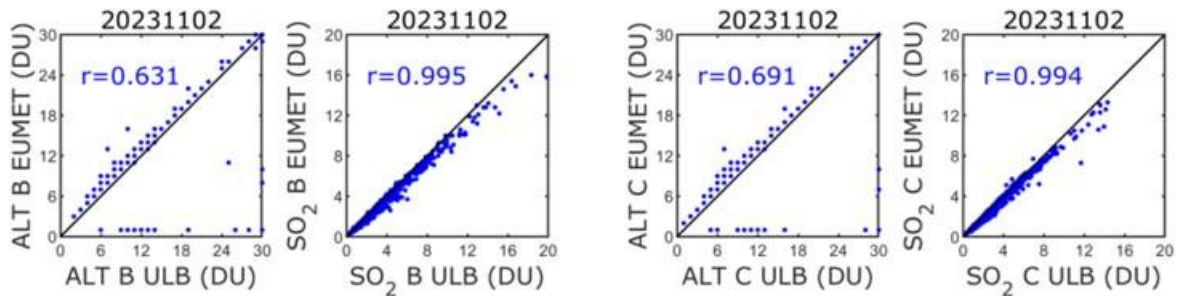 20231102
ALT B EUMET (DU)
30
24
18
12
6
0
r=0.631
0 6 12 18 24 30
ALT B ULB (DU)
20231102
SO₂ B EUMET (DU)
20
16
12
8
4
0
r=0.995
0 4 8 12 16 20
SO₂ B ULB (DU)
20231102
ALT C EUMET (DU)
30
24
18
12
6
0
r=0.691
0 6 12 18 24 30
ALT C ULB (DU)
20231102
SO₂ C EUMET (DU)
20
16
12
8
4
0
r=0.994
0 4 8 12 16 20
SO₂ C ULB (DU)